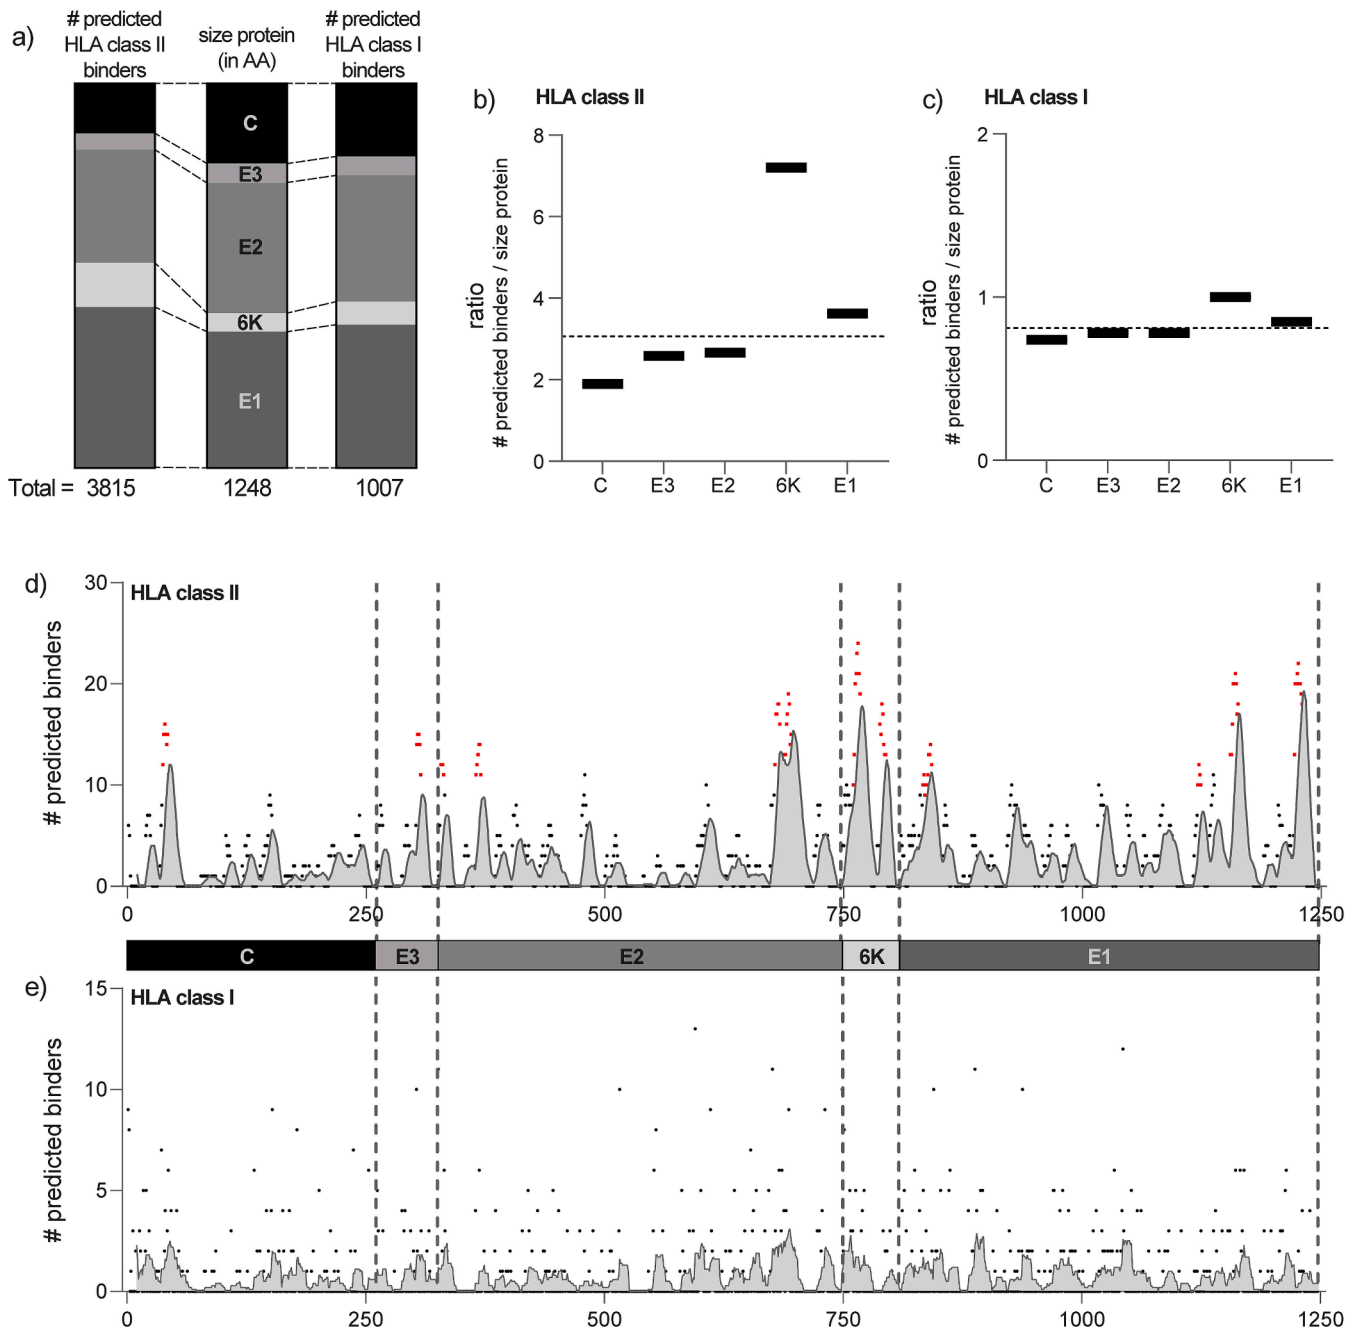 a)
# predicted
HLA class II
binders
size protein
(in AA)
# predicted
HLA class I
binders
C
E3
E2
6K
E1
Total = 3815 1248 1007
b) HLA class II
ratio
# predicted binders / size protein
8
6
4
2
0
C E3 E2 6K E1
c) HLA class I
ratio
# predicted binders / size protein
2
1
0
C E3 E2 6K E1
d)
HLA class II
# predicted binders
30
20
10
0
0 250 500 750 1000 1250
C E3 E2 6K E1
e)
HLA class I
# predicted binders
15
10
5
0
0 250 500 750 1000 1250